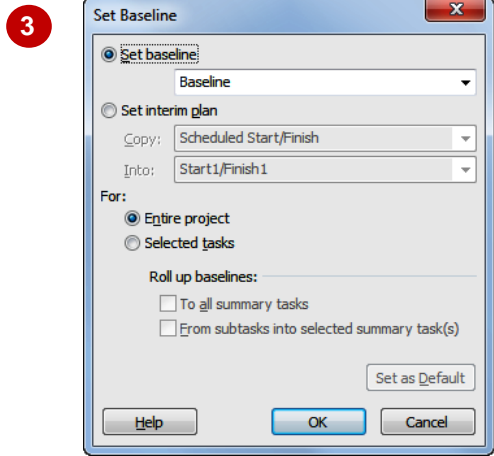 3
Set Baseline
Set baseline
Baseline
Set interim plan
Copy: Scheduled Start/Finish
Into: Start1/Finish1
For:
Entire project
Selected tasks
Roll up baselines:
To all summary tasks
From subtasks into selected summary task(s)
Set as Default
Help OK Cancel